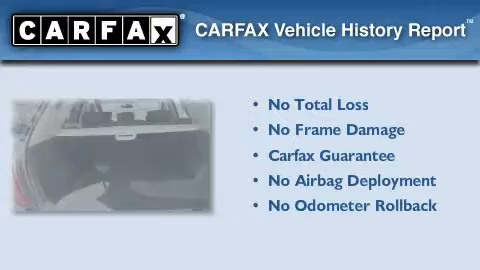 CARFAX® CARFAX Vehicle History Report™
• No Total Loss
• No Frame Damage
• Carfax Guarantee
• No Airbag Deployment
• No Odometer Rollback